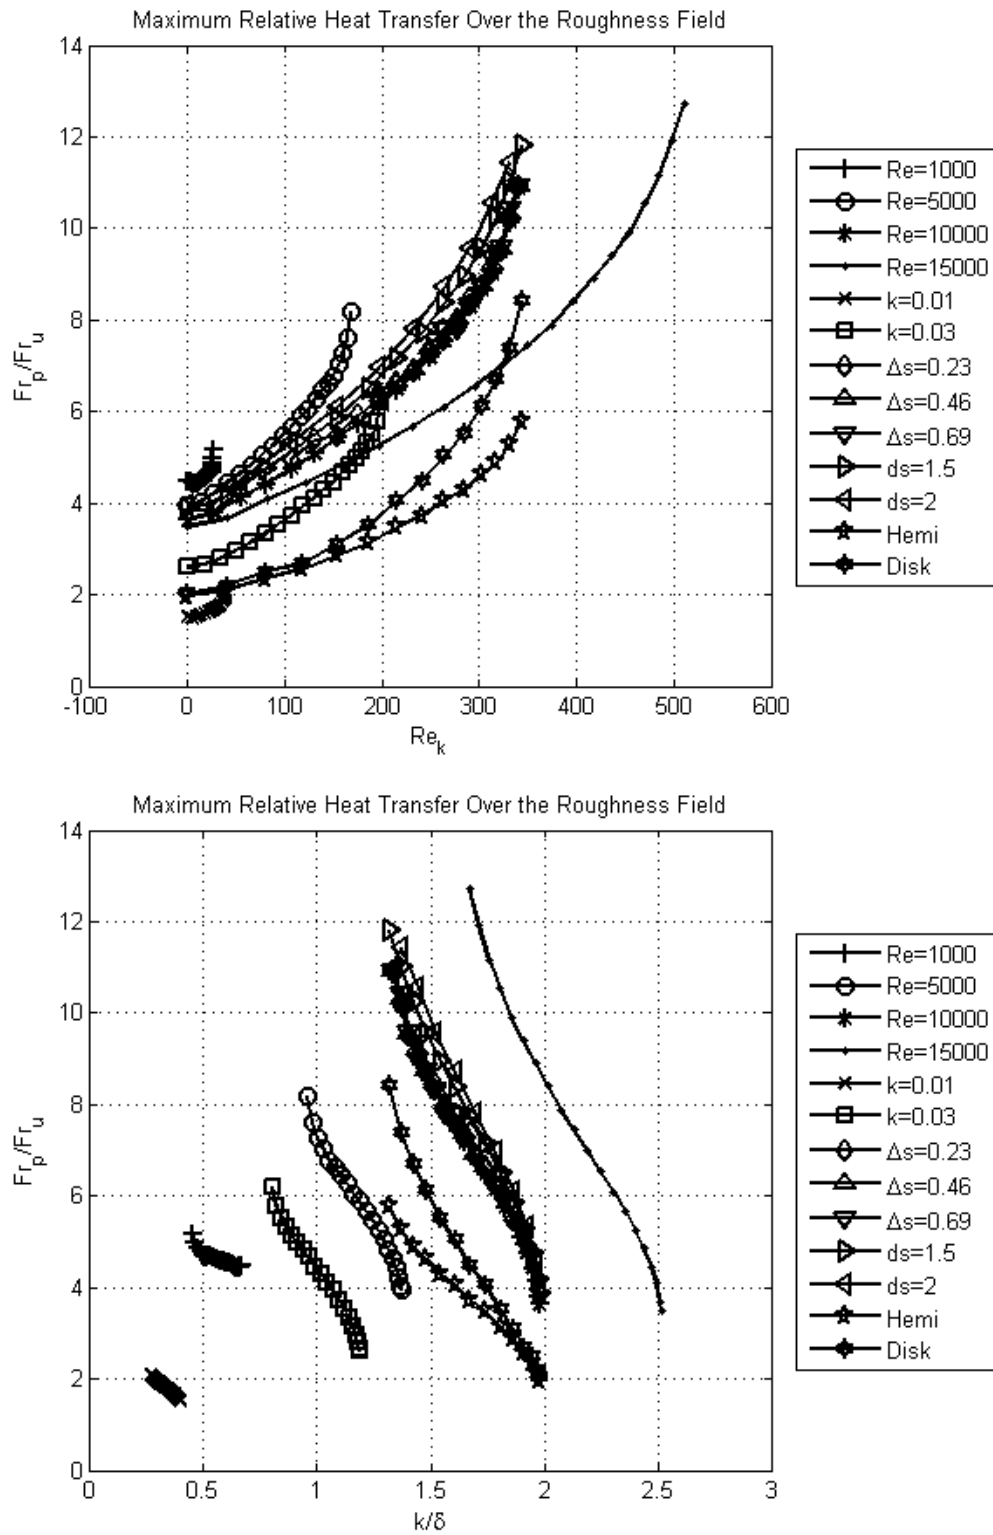 Maximum Relative Heat Transfer Over the Roughness Field
14
12
10
8
6
4
2
0
Fr_p/Fr_u
-100 0 100 200 300 400 500 600
Re_k
Re=1000
Re=5000
Re=10000
Re=15000
k=0.01
k=0.03
Δs=0.23
Δs=0.46
Δs=0.69
ds=1.5
ds=2
Hemi
Disk
Maximum Relative Heat Transfer Over the Roughness Field
14
12
10
8
6
4
2
0
Fr_p/Fr_u
0 0.5 1 1.5 2 2.5 3
k/δ
Re=1000
Re=5000
Re=10000
Re=15000
k=0.01
k=0.03
Δs=0.23
Δs=0.46
Δs=0.69
ds=1.5
ds=2
Hemi
Disk